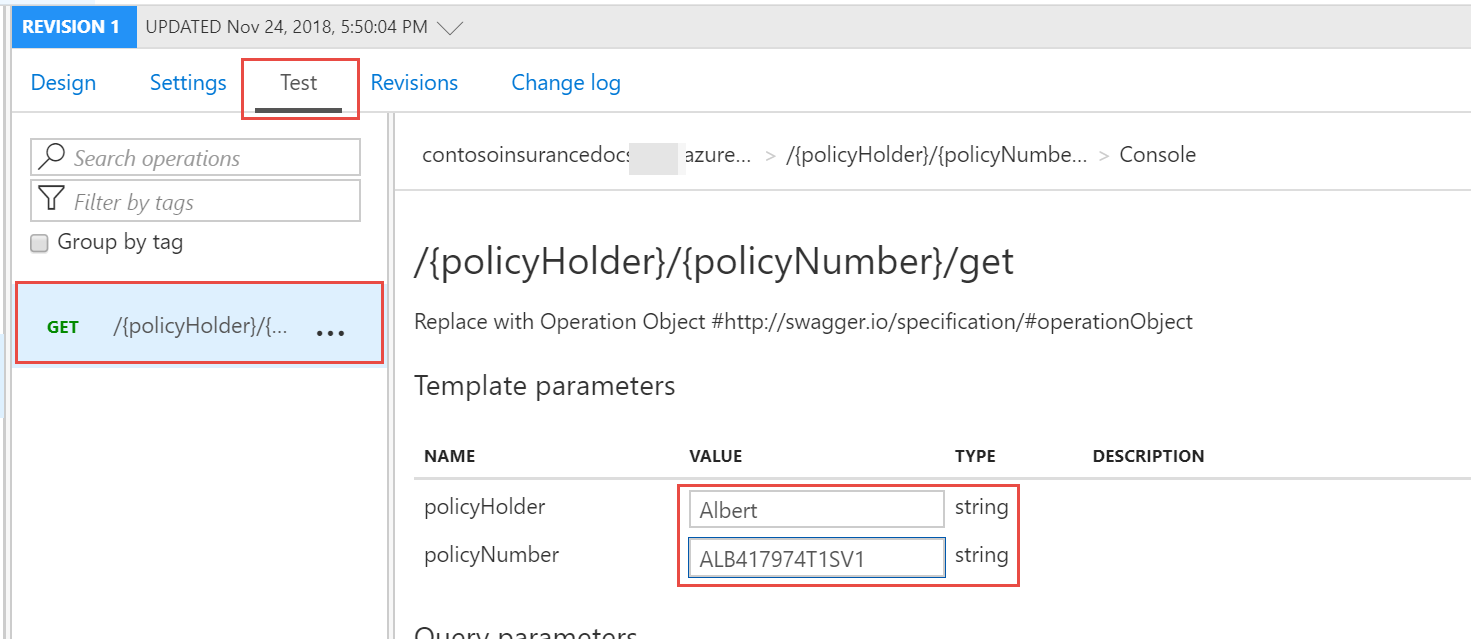 REVISION 1 UPDATED Nov 24, 2018, 5:50:04 PM
Design Settings Test Revisions Change log
Search operations
Filter by tags
Group by tag
GET /{policyHolder}/{... ...
contosoinsurancedocs azure... > /{policyHolder}/{policyNumbe... > Console
/{policyHolder}/{policyNumber}/get
Replace with Operation Object #http://swagger.io/specification/#operationObject
Template parameters
NAME VALUE TYPE DESCRIPTION
policyHolder Albert string
policyNumber ALB417974T1SV1 string
Query parameters